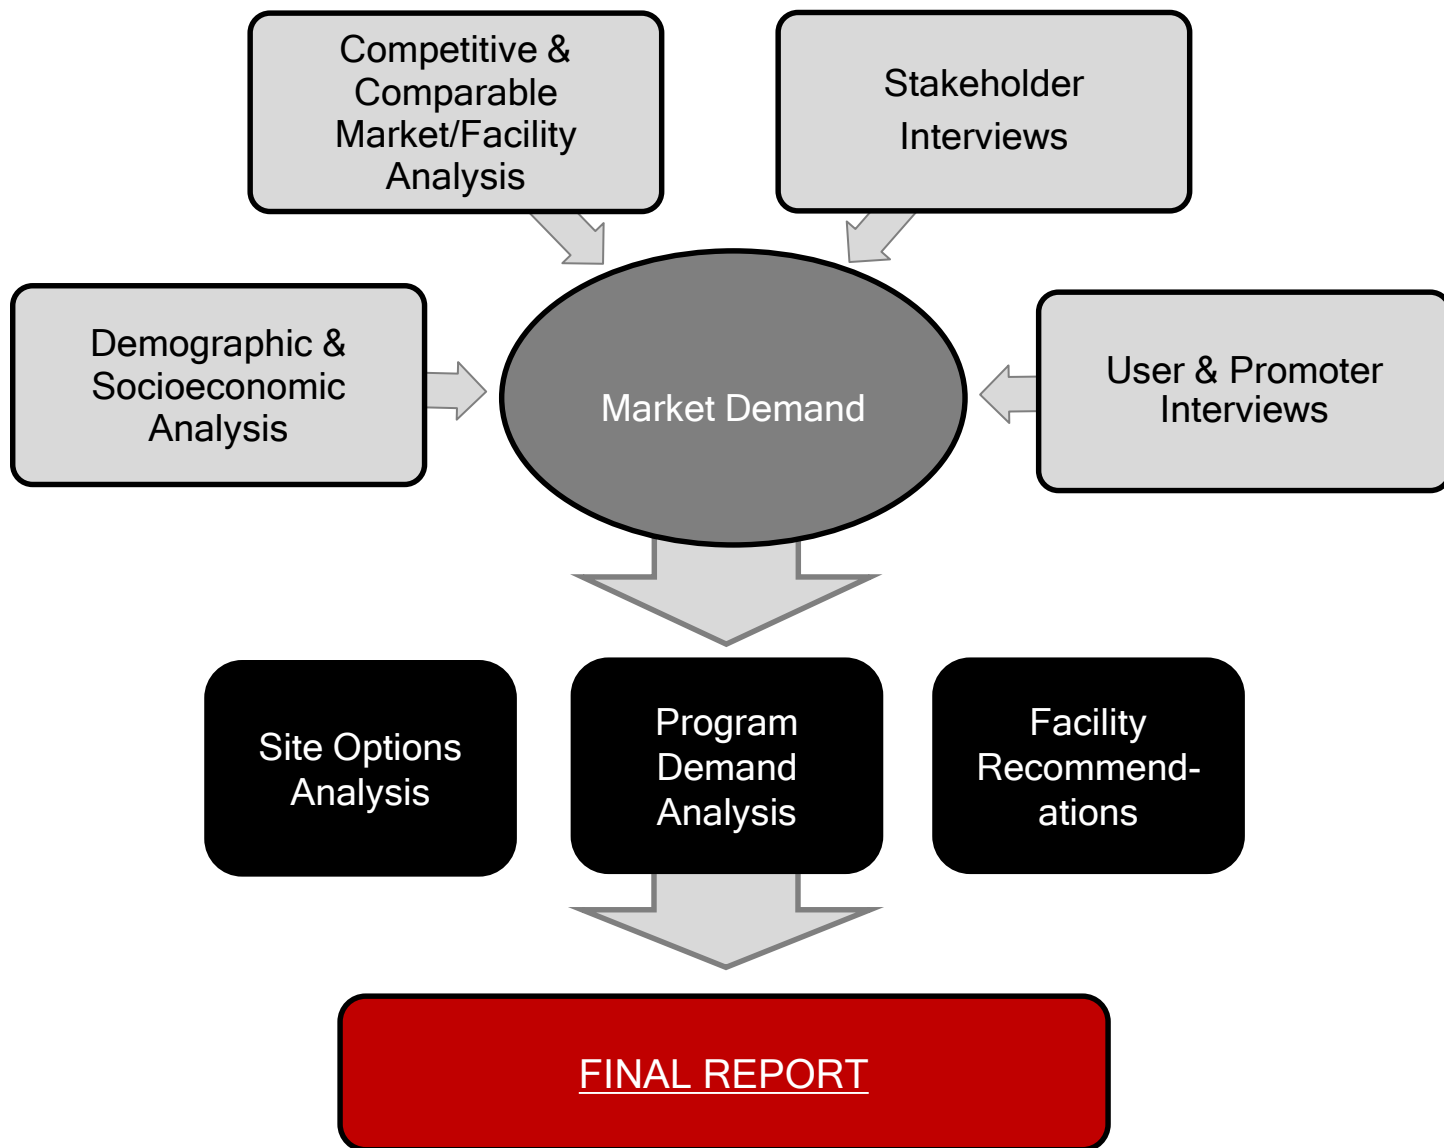 Competitive &
Comparable
Market/Facility
Analysis
Stakeholder
Interviews
Demographic &
Socioeconomic
Analysis
Market Demand
User & Promoter
Interviews
Site Options
Analysis
Program
Demand
Analysis
Facility
Recommend-
ations
FINAL REPORT